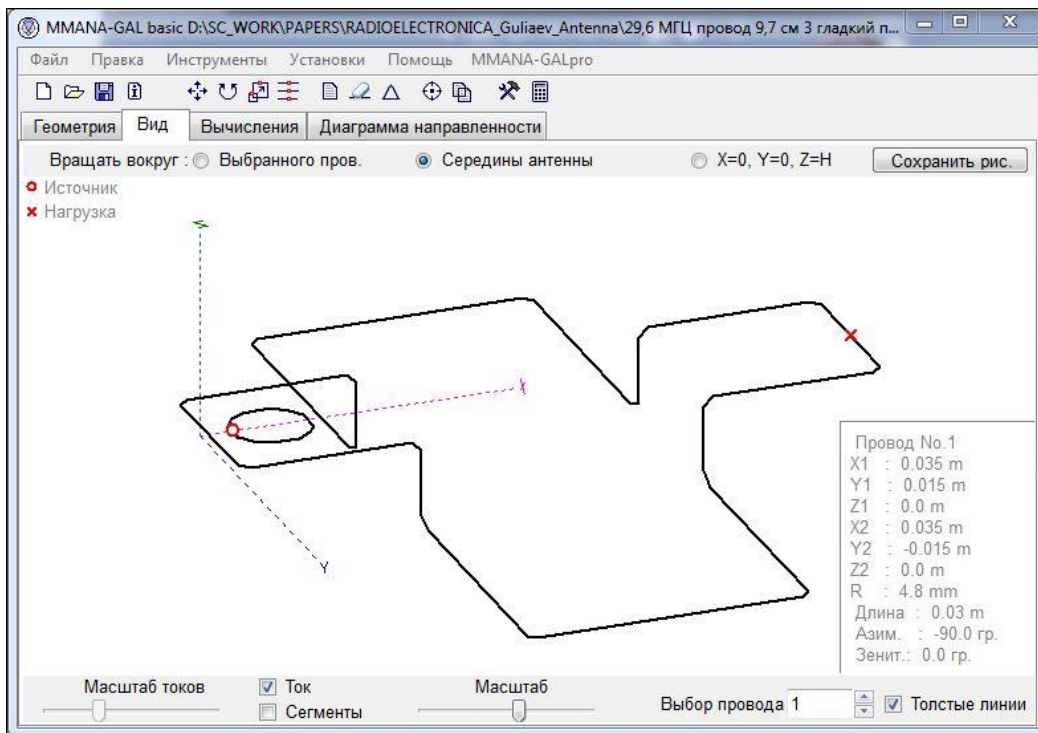 MMANA-GAL basic D:\SC_WORK\PAPERS\RADIOELECTRONICA_Guliaev_Antenna\29,6 МГЦ провод 9,7 см 3 гладкий п...
Файл Правка Инструменты Установки Помощь MMANA-GALpro
Геометрия Вид Вычисления Диаграмма направленности
Вращать вокруг : Выбранного пров. Середины антенны X=0, Y=0, Z=H Сохранить рис.
Источник
Нагрузка
Z
X
Y
Провод No.1
X1 : 0.035 m
Y1 : 0.015 m
Z1 : 0.0 m
X2 : 0.035 m
Y2 : -0.015 m
Z2 : 0.0 m
R : 4.8 mm
Длина : 0.03 m
Азим. : -90.0 гр.
Зенит.: 0.0 гр.
Масштаб токов Ток Масштаб
Сегменты Выбор провода 1 Толстые линии